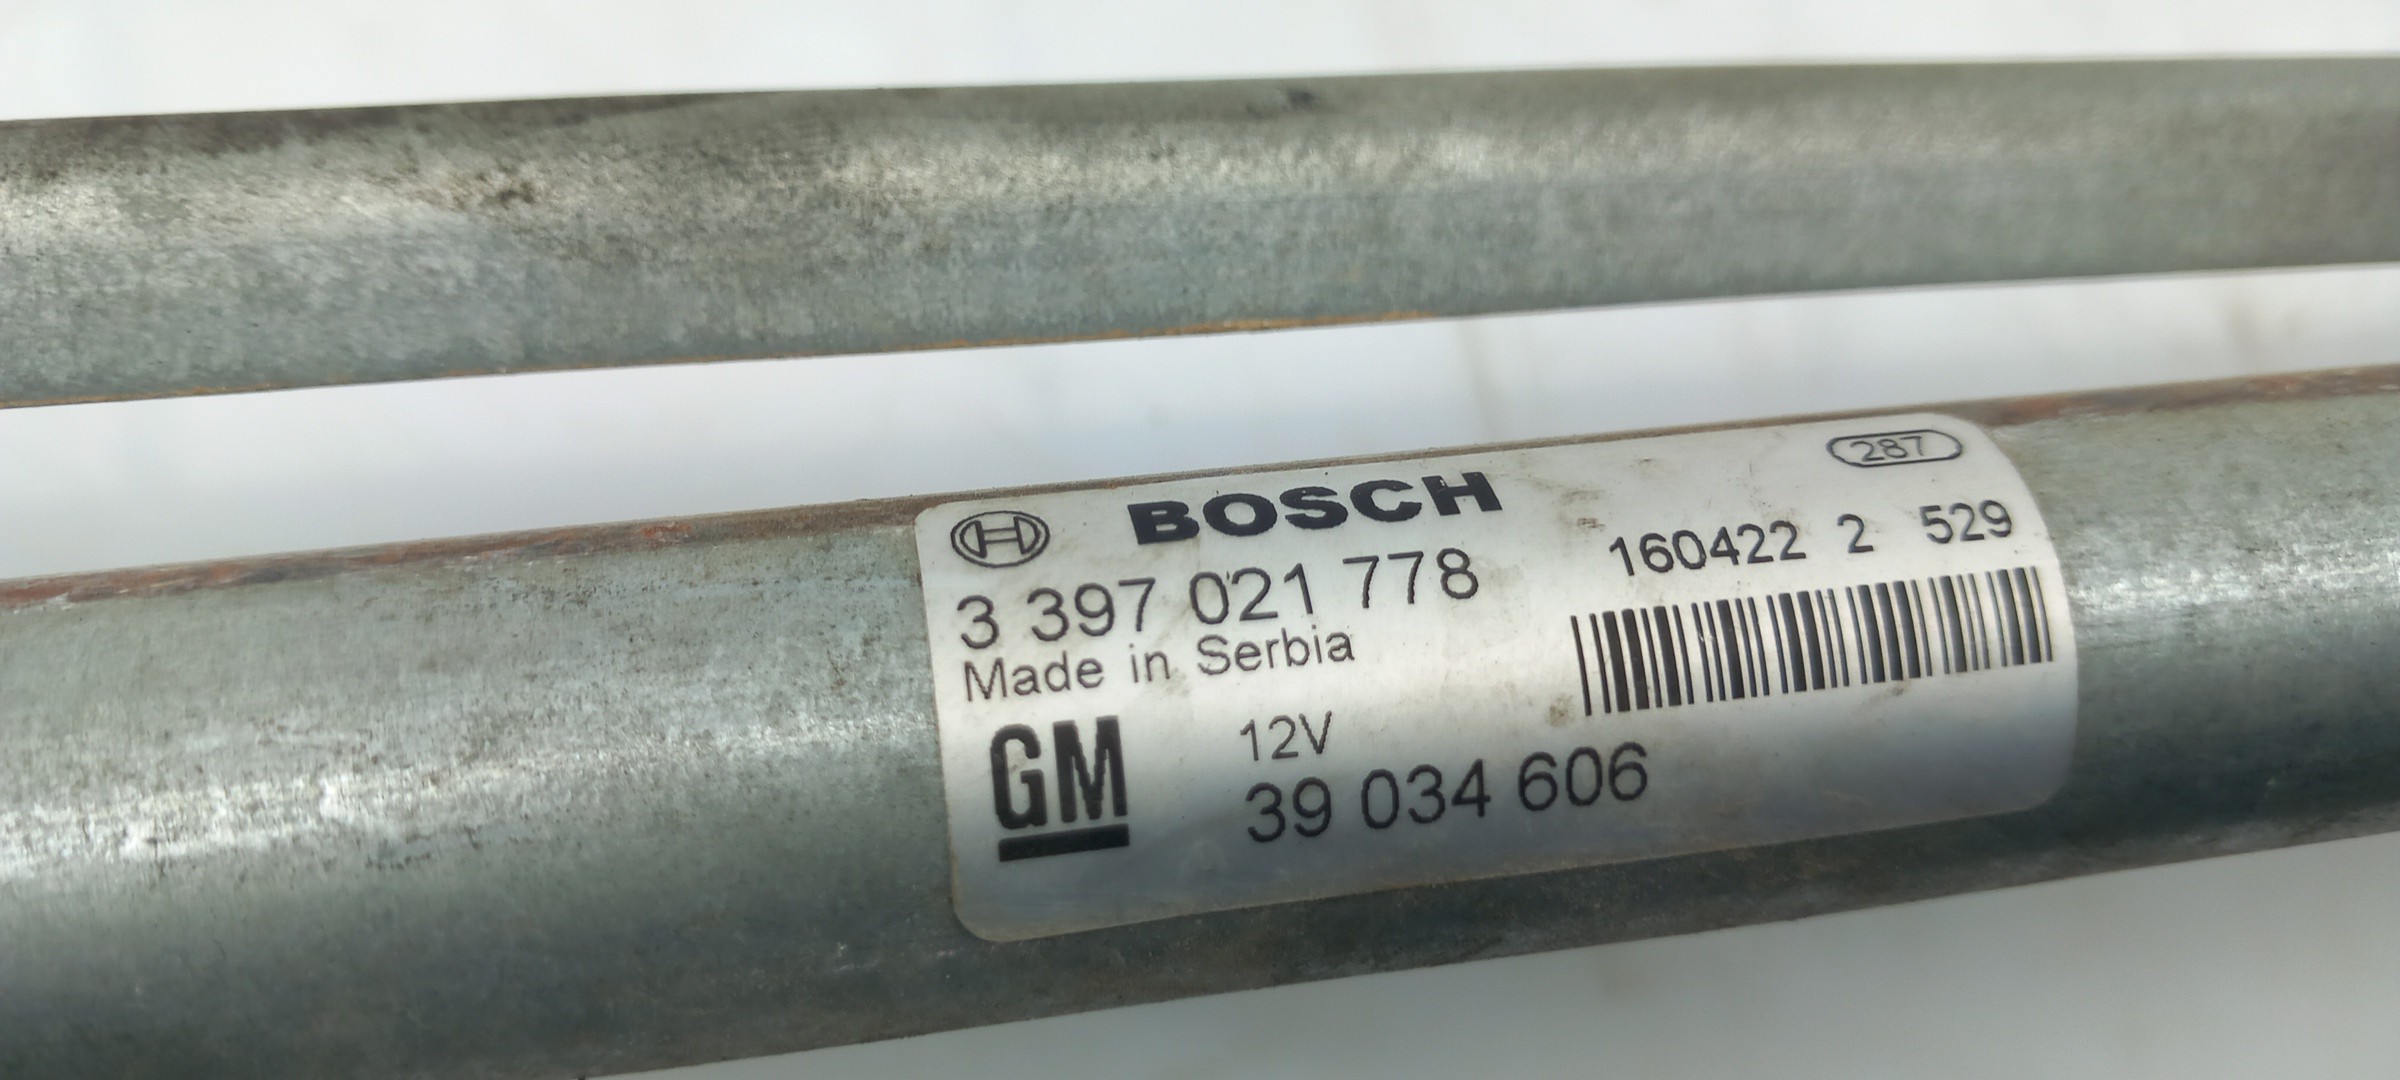 BOSCH
287
3 397 021 778
160422 2 529
Made in Serbia
GM
12V
39 034 606